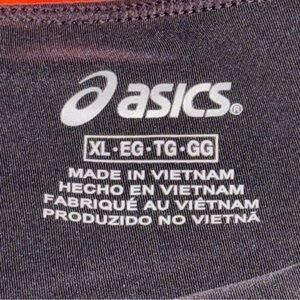 asics®
XL·EG·TG·GG
MADE IN VIETNAM
HECHO EN VIETNAM
FABRIQUÉ AU VIÊTNAM
PRODUZIDO NO VIETNÃ